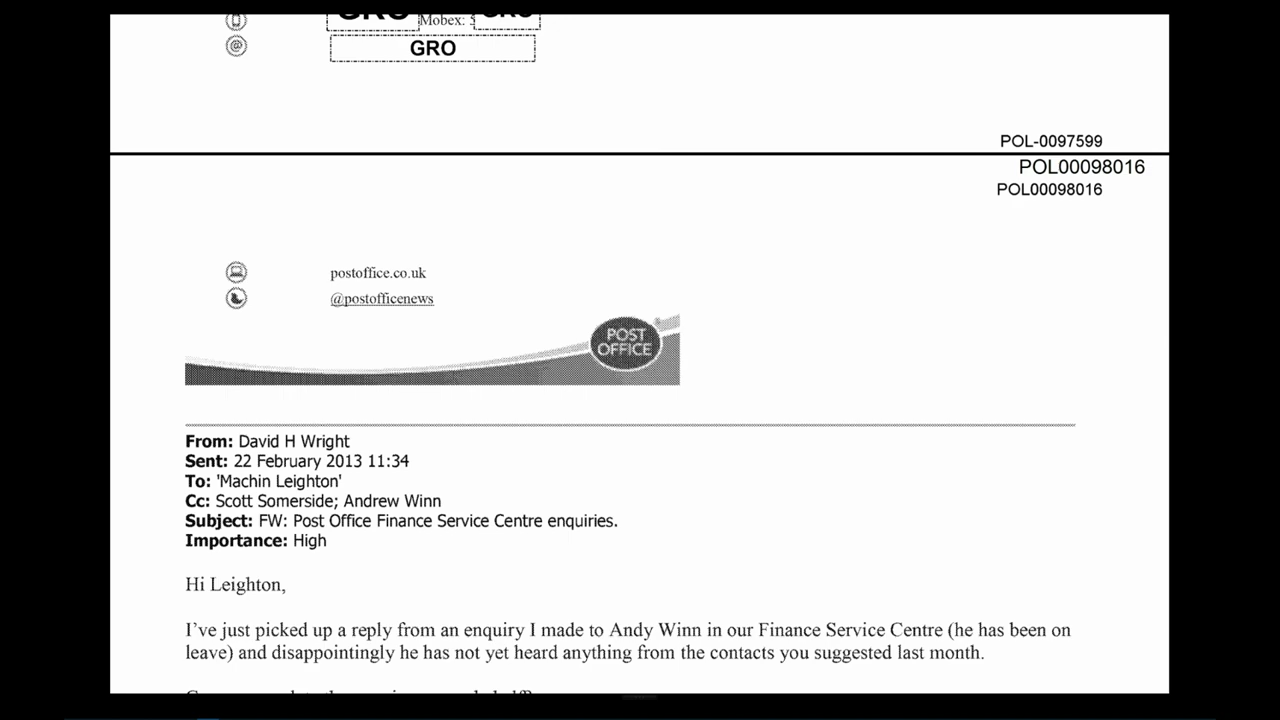 GRO
Mobex:
GRO
GRO
POL-0097599
POL00098016
POL00098016
postoffice.co.uk
@postofficenews
POST
OFFICE
From: David H Wright
Sent: 22 February 2013 11:34
To: 'Machin Leighton'
Cc: Scott Somerside; Andrew Winn
Subject: FW: Post Office Finance Service Centre enquiries.
Importance: High
Hi Leighton,
I've just picked up a reply from an enquiry I made to Andy Winn in our Finance Service Centre (he has been on
leave) and disappointingly he has not yet heard anything from the contacts you suggested last month.